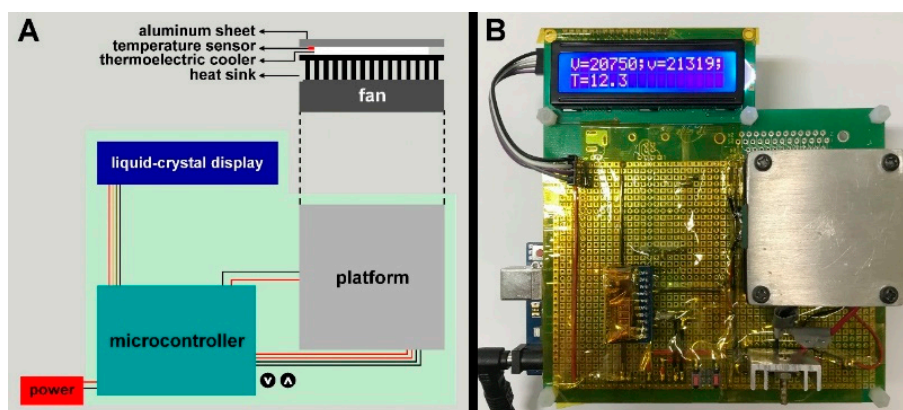 A
aluminum sheet
temperature sensor
thermoelectric cooler
heat sink
fan
liquid-crystal display
platform
microcontroller
power
v ʌ
B
V=20750;v=21319;
T=12.3